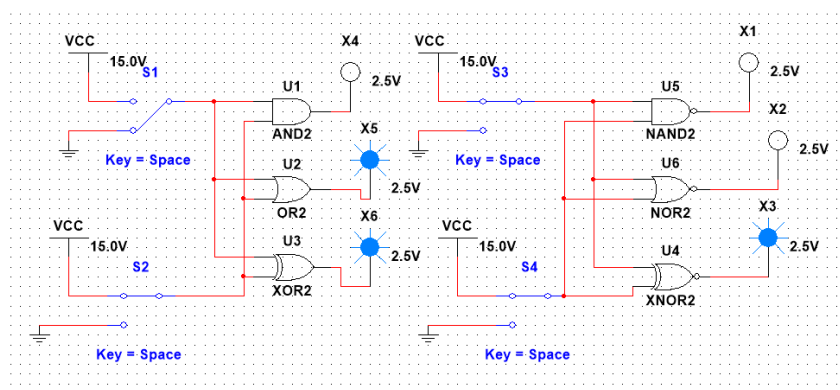 VCC
15.0V
S1
Key = Space
U1
AND2
X4
2.5V
U2
OR2
X5
2.5V
U3
XOR2
X6
2.5V
VCC
15.0V
S2
Key = Space
VCC
15.0V
S3
Key = Space
U5
NAND2
X1
2.5V
U6
NOR2
X2
2.5V
U4
XNOR2
X3
2.5V
VCC
15.0V
S4
Key = Space